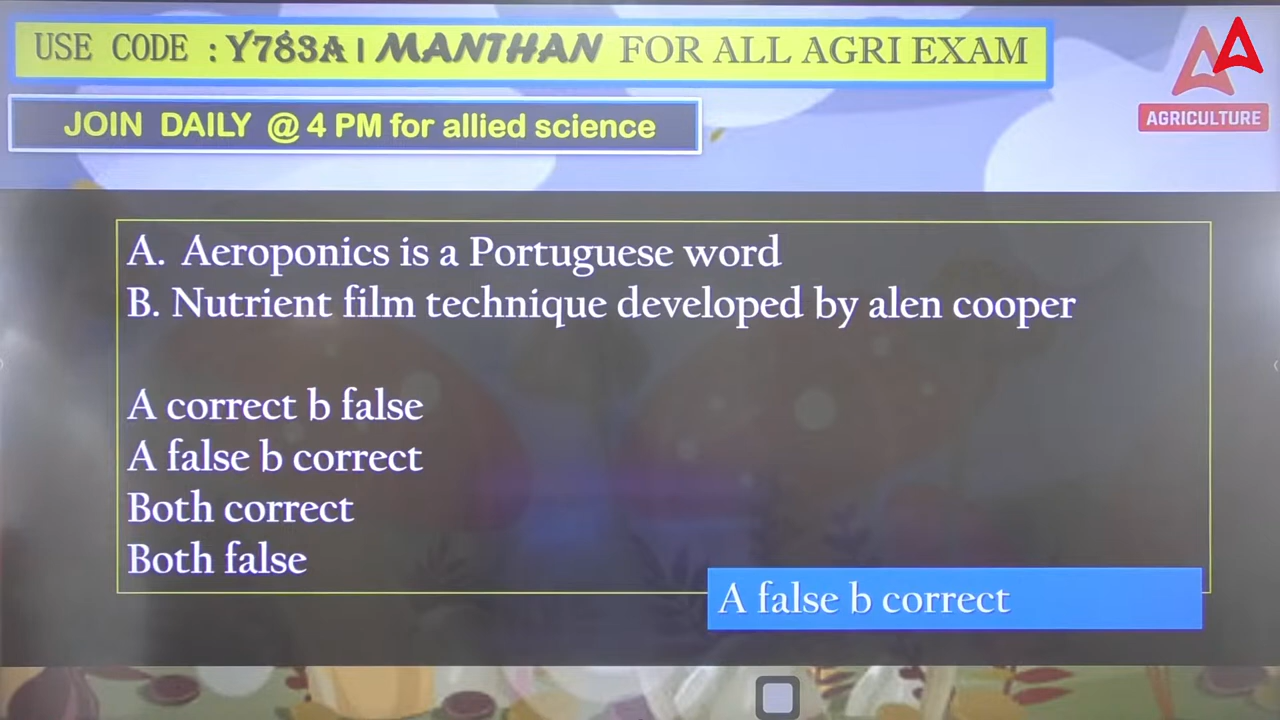 USE CODE : Y783A | MANTHAN FOR ALL AGRI EXAM
AGRICULTURE
JOIN DAILY @ 4 PM for allied science
A. Aeroponics is a Portuguese word
B. Nutrient film technique developed by alen cooper
A correct b false
A false b correct
Both correct
Both false
A false b correct